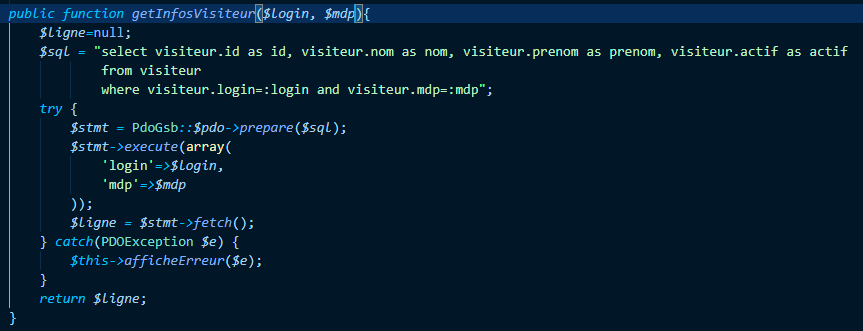 public function getInfosVisiteur($login, $mdp){
    $ligne=null;
    $sql = "select visiteur.id as id, visiteur.nom as nom, visiteur.prenom as prenom, visiteur.actif as actif
            from visiteur
            where visiteur.login=:login and visiteur.mdp=:mdp";
    try {
        $stmt = PdoGsb::$pdo->prepare($sql);
        $stmt->execute(array(
            'login'=>$login,
            'mdp'=>$mdp
        ));
        $ligne = $stmt->fetch();
    } catch(PDOException $e) {
        $this->afficheErreur($e);
    }
    return $ligne;
}